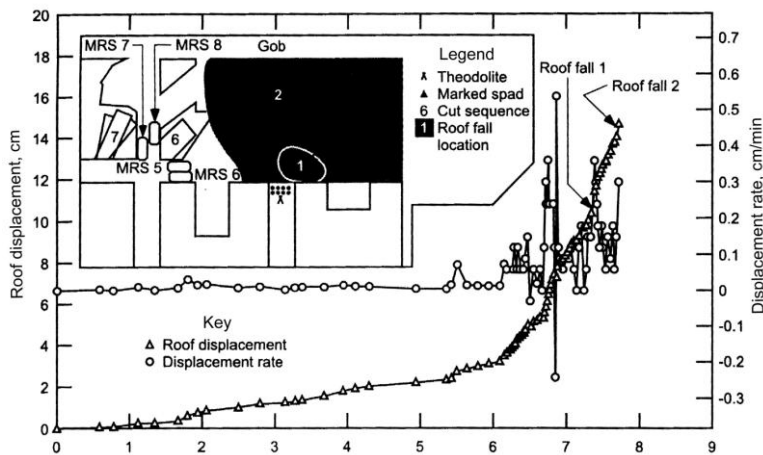 20
18
16
14
12
10
8
6
4
2
0
Roof displacement, cm
MRS 7
MRS 8
Gob
2
7
6
MRS 5
MRS 6
1
Legend
Theodolite
Marked spad
6 Cut sequence
1 Roof fall
location
Roof fall 1
Roof fall 2
Key
Roof displacement
Displacement rate
0.7
0.6
0.5
0.4
0.3
0.2
0.1
0
-0.1
-0.2
-0.3
Displacement rate, cm/min
0 1 2 3 4 5 6 7 8 9